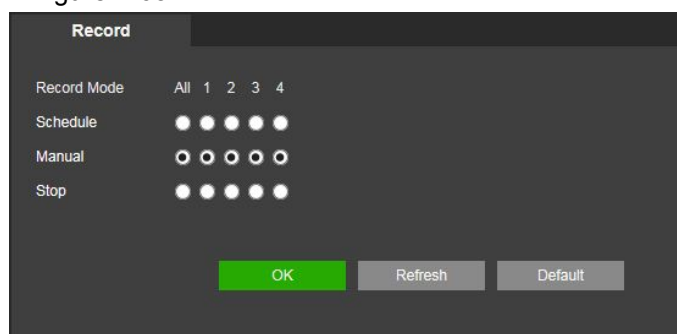 Record
Record Mode All 1 2 3 4
Schedule
Manual
Stop
OK Refresh Default